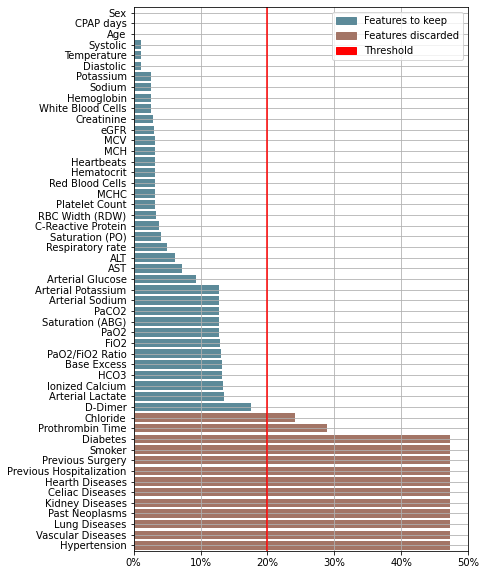 Sex
CPAP days
Age
Systolic
Temperature
Diastolic
Potassium
Sodium
Hemoglobin
White Blood Cells
Creatinine
eGFR
MCV
MCH
Heartbeats
Hematocrit
Red Blood Cells
MCHC
Platelet Count
RBC Width (RDW)
C-Reactive Protein
Saturation (PO)
Respiratory rate
ALT
AST
Arterial Glucose
Arterial Potassium
Arterial Sodium
PaCO2
Saturation (ABG)
PaO2
FiO2
PaO2/FiO2 Ratio
Base Excess
HCO3
Ionized Calcium
Arterial Lactate
D-Dimer
Chloride
Prothrombin Time
Diabetes
Smoker
Previous Surgery
Previous Hospitalization
Hearth Diseases
Celiac Diseases
Kidney Diseases
Past Neoplasms
Lung Diseases
Vascular Diseases
Hypertension
Features to keep
Features discarded
Threshold
0% 10% 20% 30% 40% 50%